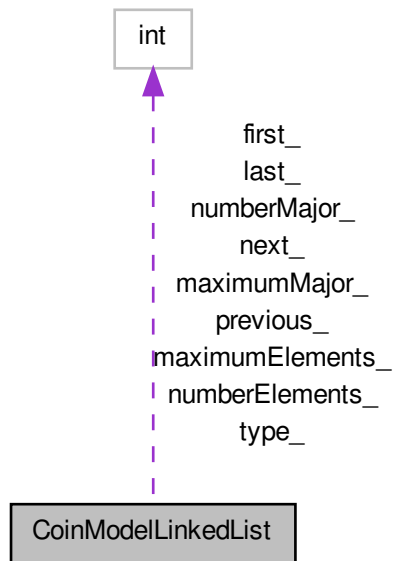 int
first_
last_
numberMajor_
next_
maximumMajor_
previous_
maximumElements_
numberElements_
type_
CoinModelLinkedList